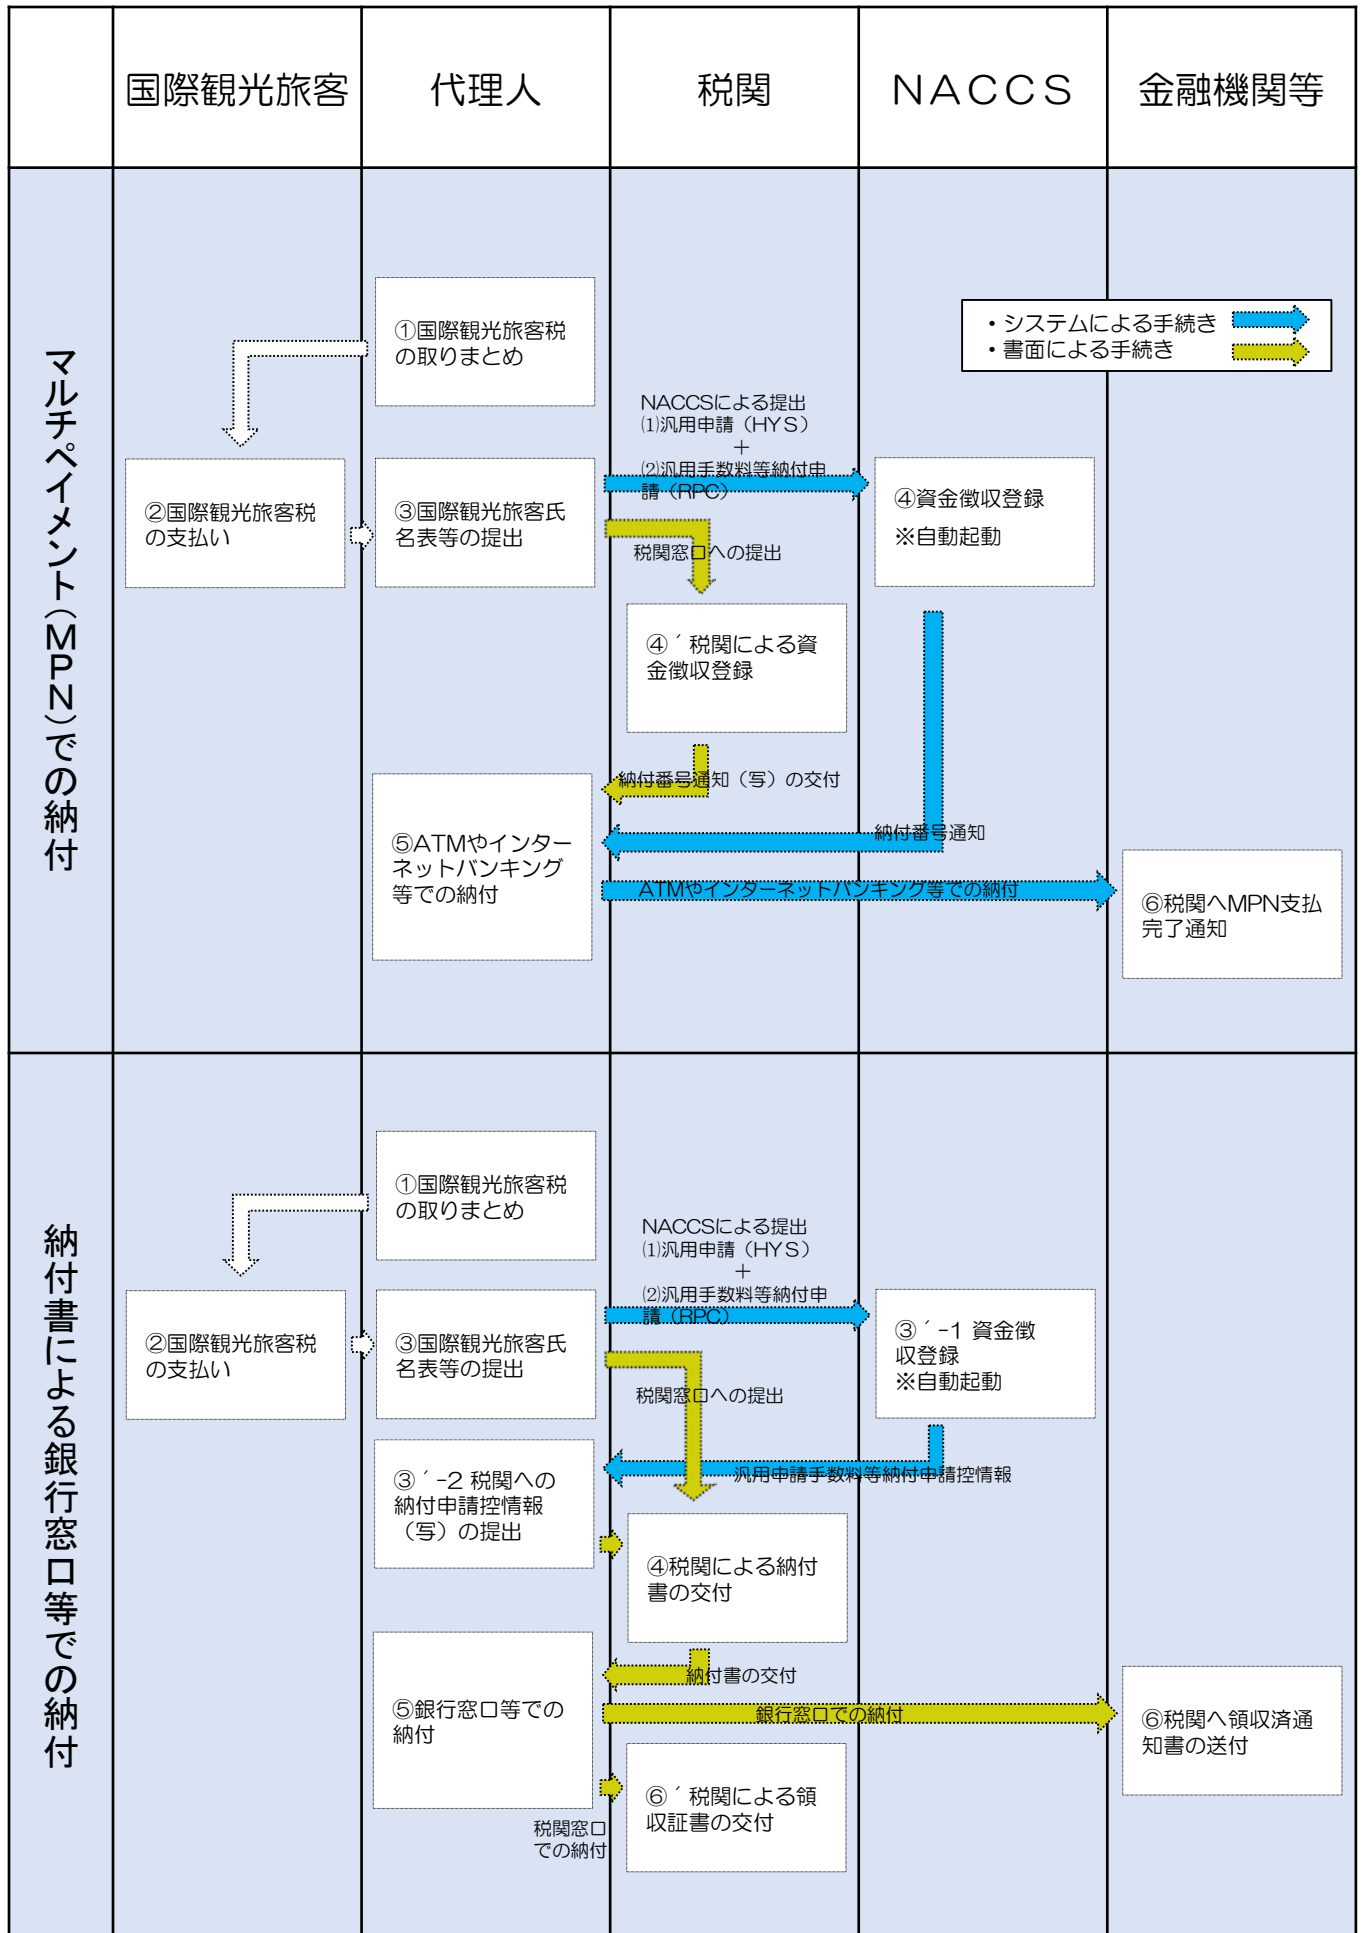 国際観光旅客
代理人
税関
NACCS
金融機関等
マルチペイメント（MPN）での納付
・システムによる手続き
・書面による手続き
①国際観光旅客税
の取りまとめ
②国際観光旅客税
の支払い
③国際観光旅客氏
名表等の提出
NACCSによる提出
⑴汎用申請（HYS）
＋
⑵汎用手数料等納付申
請（RPC）
④資金徴収登録
※自動起動
税関窓口への提出
④´税関による資
金徴収登録
納付番号通知（写）の交付
納付番号通知
⑤ATMやインター
ネットバンキング
等での納付
ATMやインターネットバンキング等での納付
⑥税関へMPN支払
完了通知
納付書による銀行窓口等での納付
①国際観光旅客税
の取りまとめ
②国際観光旅客税
の支払い
③国際観光旅客氏
名表等の提出
NACCSによる提出
⑴汎用申請（HYS）
＋
⑵汎用手数料等納付申
請（RPC）
③´-1 資金徴
収登録
※自動起動
税関窓口への提出
汎用申請手数料等納付申請控情報
③´-2 税関への
納付申請控情報
（写）の提出
④税関による納付
書の交付
納付書の交付
⑤銀行窓口等での
納付
銀行窓口での納付
⑥税関へ領収済通
知書の送付
税関窓口
での納付
⑥´税関による領
収証書の交付